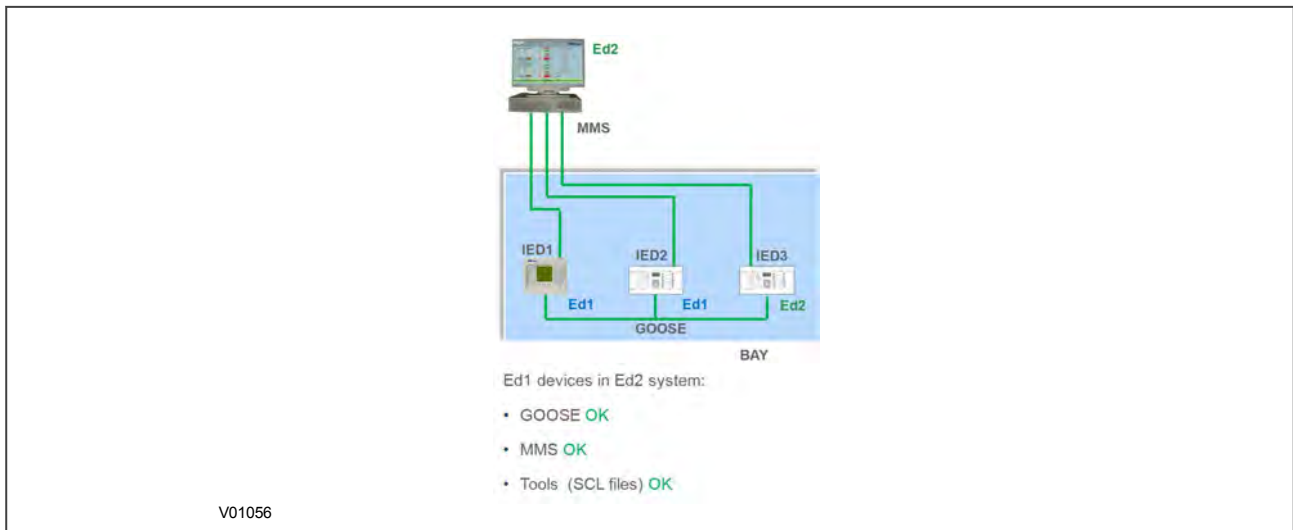 Ed2
MMS
IED1
IED2
IED3
Ed1
Ed1
Ed2
GOOSE
BAY
Ed1 devices in Ed2 system:
• GOOSE OK
• MMS OK
• Tools (SCL files) OK
V01056